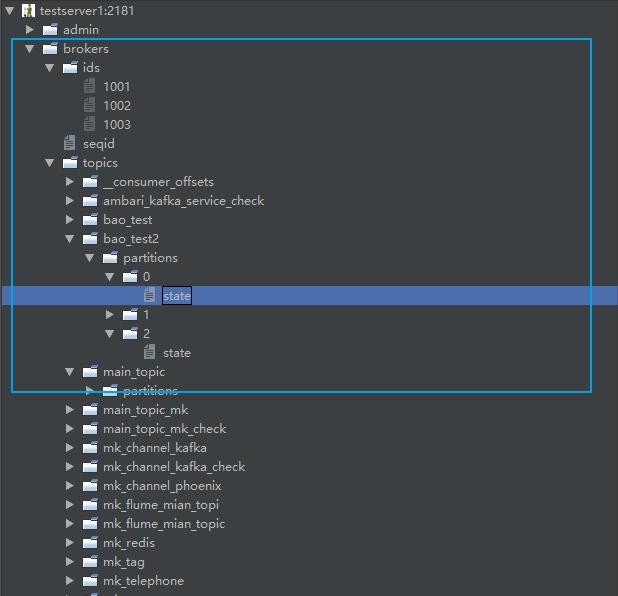 testserver1:2181
admin
brokers
ids
1001
1002
1003
seqid
topics
__consumer_offsets
ambari_kafka_service_check
bao_test
bao_test2
partitions
0
state
1
2
state
main_topic
partitions
main_topic_mk
main_topic_mk_check
mk_channel_kafka
mk_channel_kafka_check
mk_channel_phoenix
mk_flume_mian_topi
mk_flume_mian_topic
mk_redis
mk_tag
mk_telephone